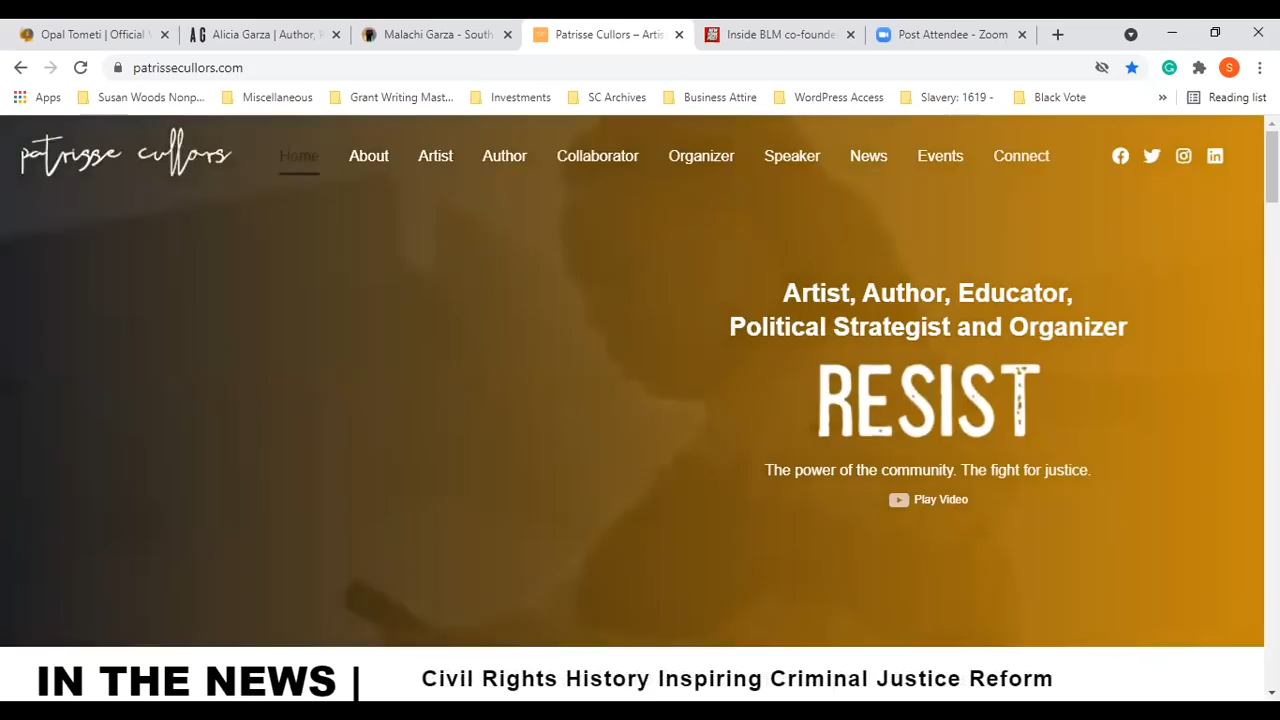 Opal Tometi | Official
AG Alicia Garza | Author,
Malachi Garza - South
Patrisse Cullors – Artis
Inside BLM co-founde
Post Attendee - Zoom
patrissecullors.com
S
Apps
Susan Woods Nonp...
Miscellaneous
Grant Writing Mast...
Investments
SC Archives
Business Attire
WordPress Access
Slavery: 1619 -
Black Vote
»
Reading list
patrisse cullors
Home
About
Artist
Author
Collaborator
Organizer
Speaker
News
Events
Connect
Artist, Author, Educator,
Political Strategist and Organizer
RESIST
The power of the community. The fight for justice.
Play Video
IN THE NEWS |
Civil Rights History Inspiring Criminal Justice Reform